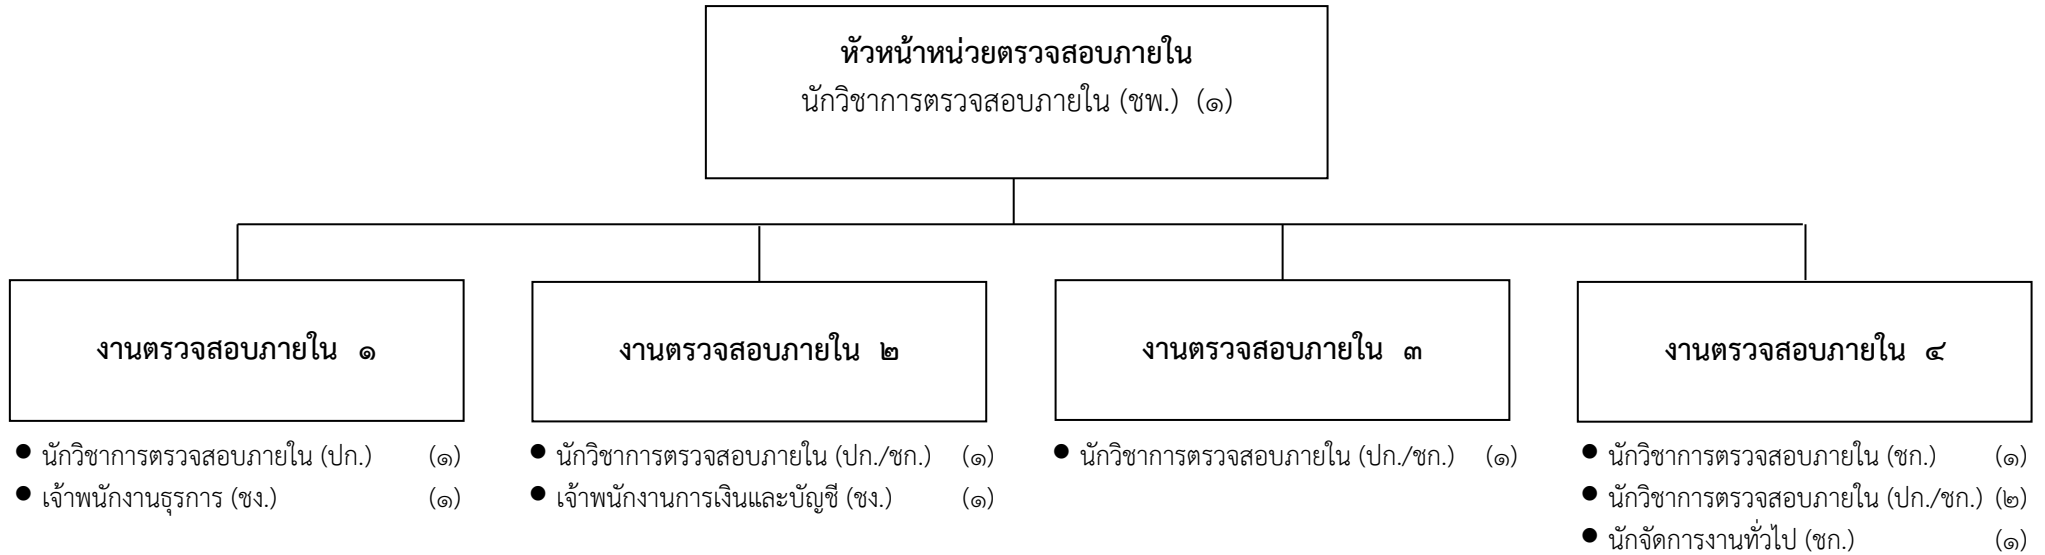 หัวหน้าหน่วยตรวจสอบภายใน
นักวิชาการตรวจสอบภายใน (ชพ.) (๑)
งานตรวจสอบภายใน ๑
นักวิชาการตรวจสอบภายใน (ปก.) (๑)
เจ้าพนักงานธุรการ (ชง.) (๑)
งานตรวจสอบภายใน ๒
นักวิชาการตรวจสอบภายใน (ปก./ชก.) (๑)
เจ้าพนักงานการเงินและบัญชี (ชง.) (๑)
งานตรวจสอบภายใน ๓
นักวิชาการตรวจสอบภายใน (ปก./ชก.) (๑)
งานตรวจสอบภายใน ๔
นักวิชาการตรวจสอบภายใน (ชก.) (๑)
นักวิชาการตรวจสอบภายใน (ปก./ชก.) (๒)
นักจัดการงานทั่วไป (ชก.) (๑)